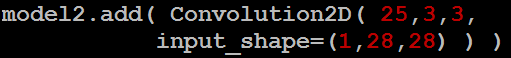 model2.add( Convolution2D( 25,3,3,
input_shape=(1,28,28) ) )